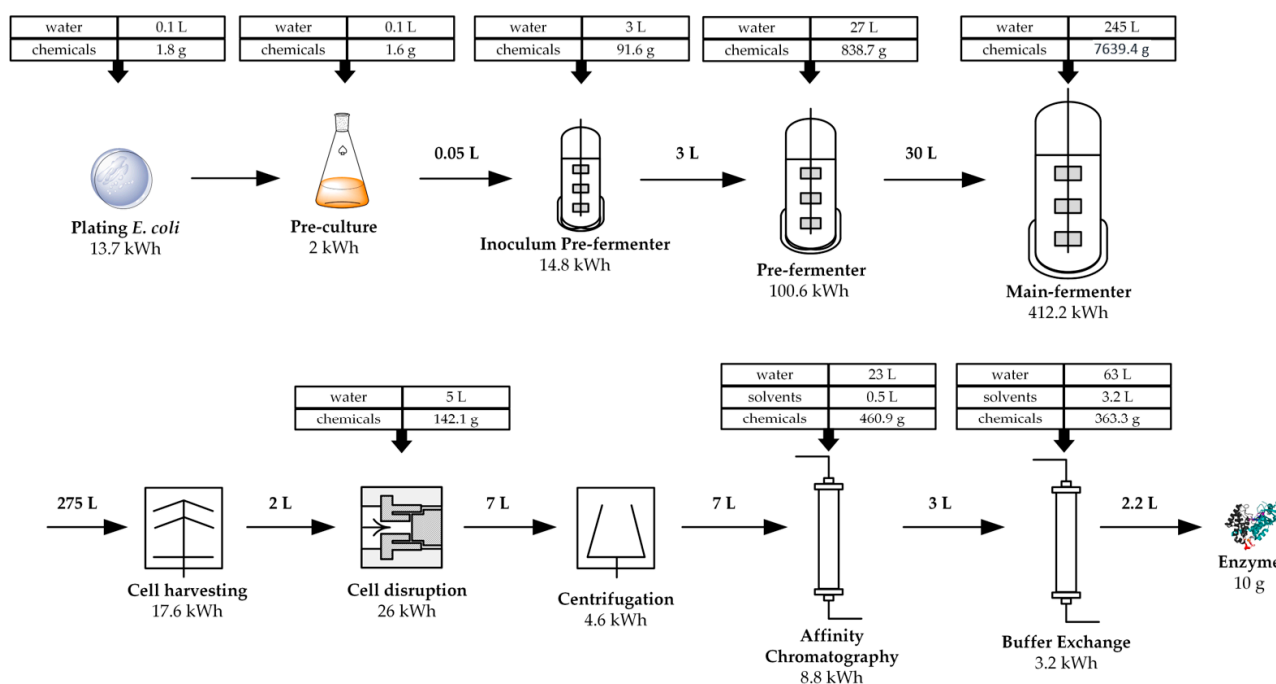 water 0.1 L
chemicals 1.8 g
water 0.1 L
chemicals 1.6 g
water 3 L
chemicals 91.6 g
water 27 L
chemicals 838.7 g
water 245 L
chemicals 7639.4 g
0.05 L
3 L
30 L
Plating E. coli
13.7 kWh
Pre-culture
2 kWh
Inoculum Pre-fermenter
14.8 kWh
Pre-fermenter
100.6 kWh
Main-fermenter
412.2 kWh
water 5 L
chemicals 142.1 g
water 23 L
solvents 0.5 L
chemicals 460.9 g
water 63 L
solvents 3.2 L
chemicals 363.3 g
275 L
2 L
7 L
7 L
3 L
2.2 L
Cell harvesting
17.6 kWh
Cell disruption
26 kWh
Centrifugation
4.6 kWh
Affinity
Chromatography
8.8 kWh
Buffer Exchange
3.2 kWh
Enzyme
10 g